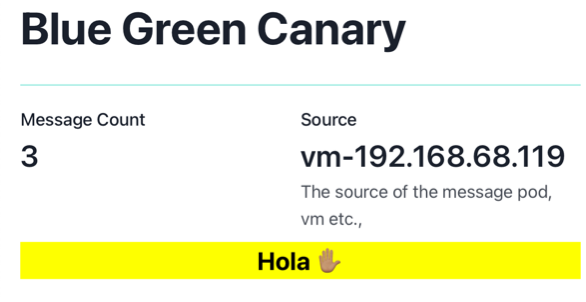 Blue Green Canary
Message Count
3
Source
vm-192.168.68.119
The source of the message pod,
vm etc.,
Hola 🖐🏽